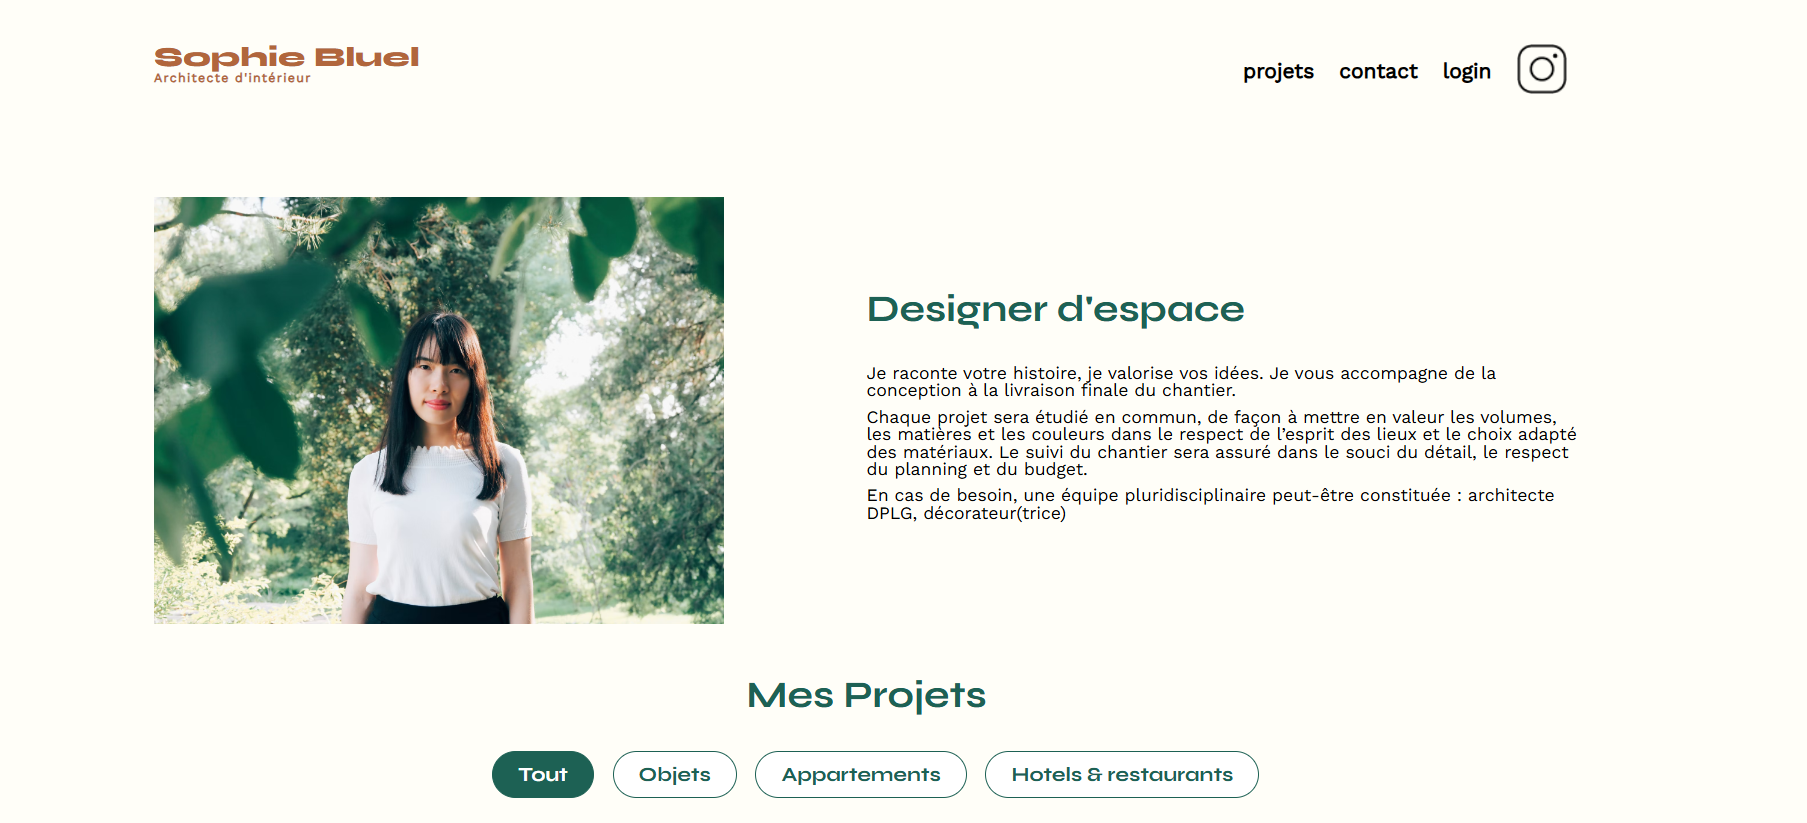 Sophie Bluel
Architecte d'intérieur
projets contact login
Designer d'espace
Je raconte votre histoire, je valorise vos idées. Je vous accompagne de la
conception à la livraison finale du chantier.
Chaque projet sera étudié en commun, de façon à mettre en valeur les volumes,
les matières et les couleurs dans le respect de l’esprit des lieux et le choix adapté
des matériaux. Le suivi du chantier sera assuré dans le souci du détail, le respect
du planning et du budget.
En cas de besoin, une équipe pluridisciplinaire peut-être constituée : architecte
DPLG, décorateur(trice)
Mes Projets
Tout Objets Appartements Hotels & restaurants